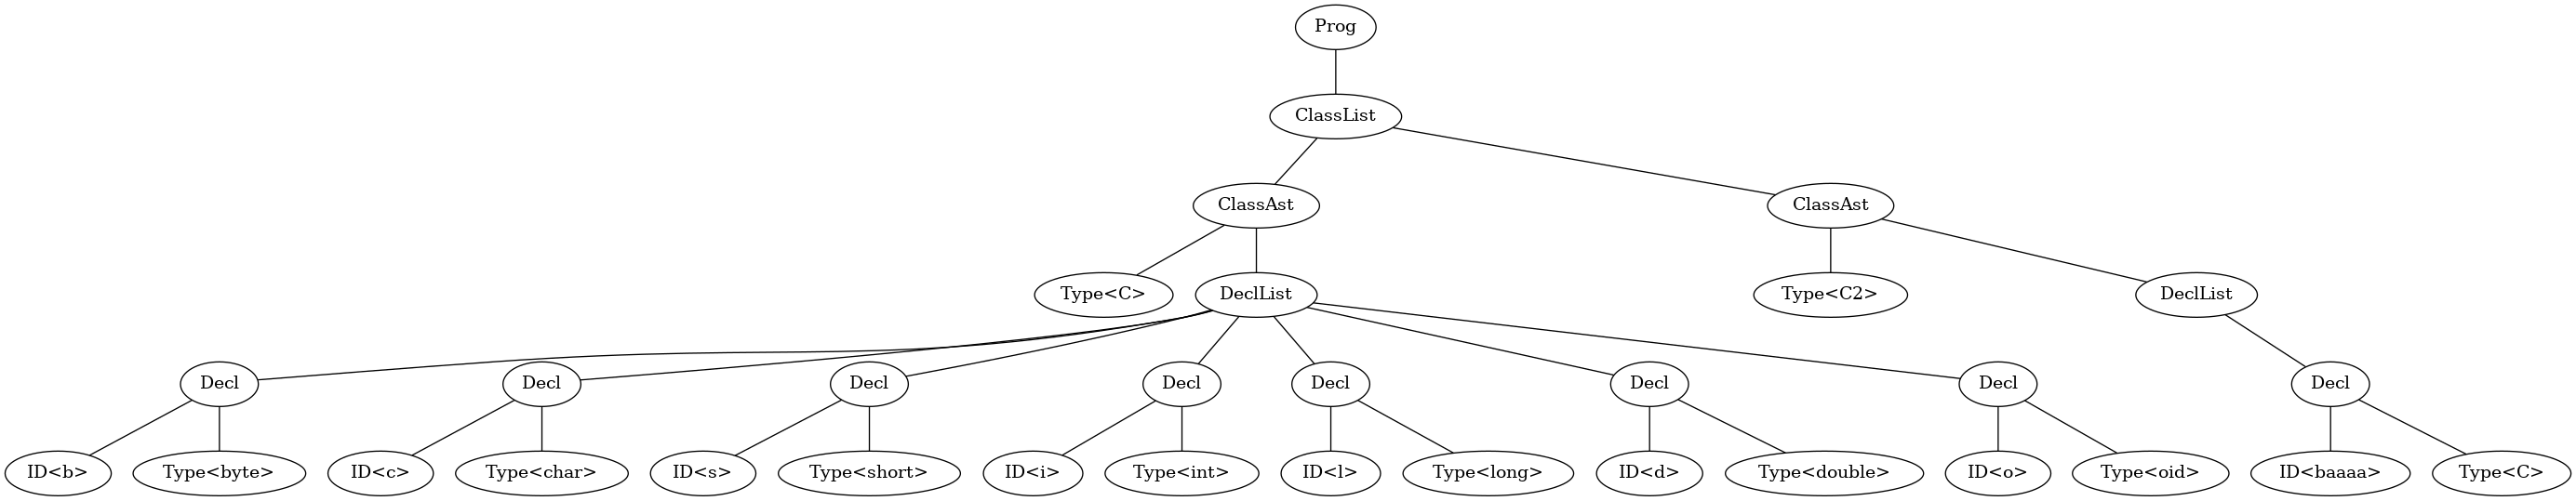 Prog
ClassList
ClassAst
ClassAst
Type<C>
DeclList
Type<C2>
DeclList
Decl
Decl
Decl
Decl
Decl
Decl
Decl
Decl
ID<b>
Type<byte>
ID<c>
Type<char>
ID<s>
Type<short>
ID<i>
Type<int>
ID<l>
Type<long>
ID<d>
Type<double>
ID<o>
Type<oid>
ID<baaaa>
Type<C>